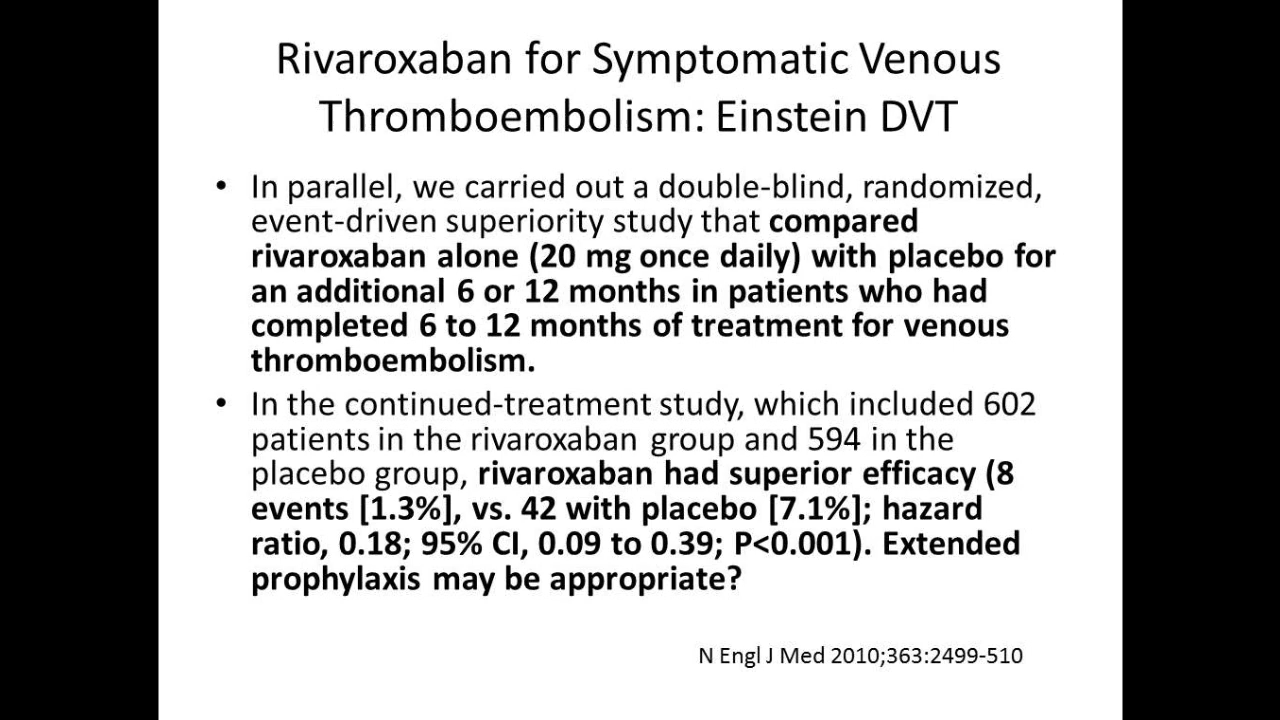 Rivaroxaban for Symptomatic Venous
Thromboembolism: Einstein DVT
• In parallel, we carried out a double-blind, randomized,
event-driven superiority study that compared
rivaroxaban alone (20 mg once daily) with placebo for
an additional 6 or 12 months in patients who had
completed 6 to 12 months of treatment for venous
thromboembolism.
• In the continued-treatment study, which included 602
patients in the rivaroxaban group and 594 in the
placebo group, rivaroxaban had superior efficacy (8
events [1.3%], vs. 42 with placebo [7.1%]; hazard
ratio, 0.18; 95% CI, 0.09 to 0.39; P<0.001). Extended
prophylaxis may be appropriate?
N Engl J Med 2010;363:2499-510